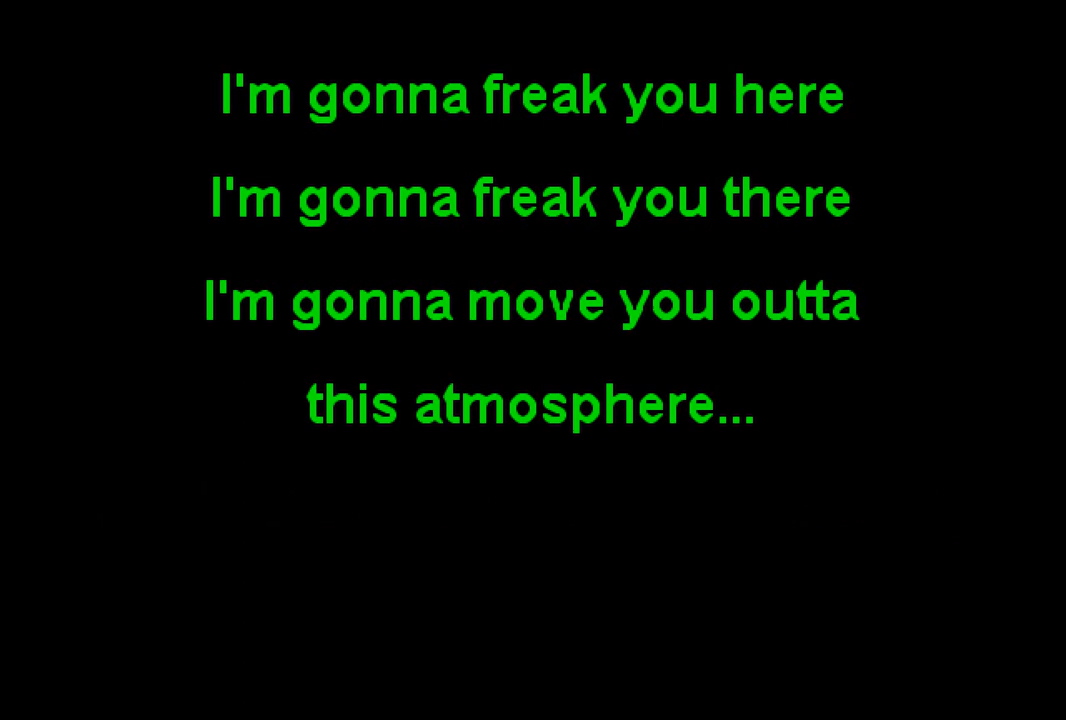 I'm gonna freak you here
I'm gonna freak you there
I'm gonna move you outta
this atmosphere...